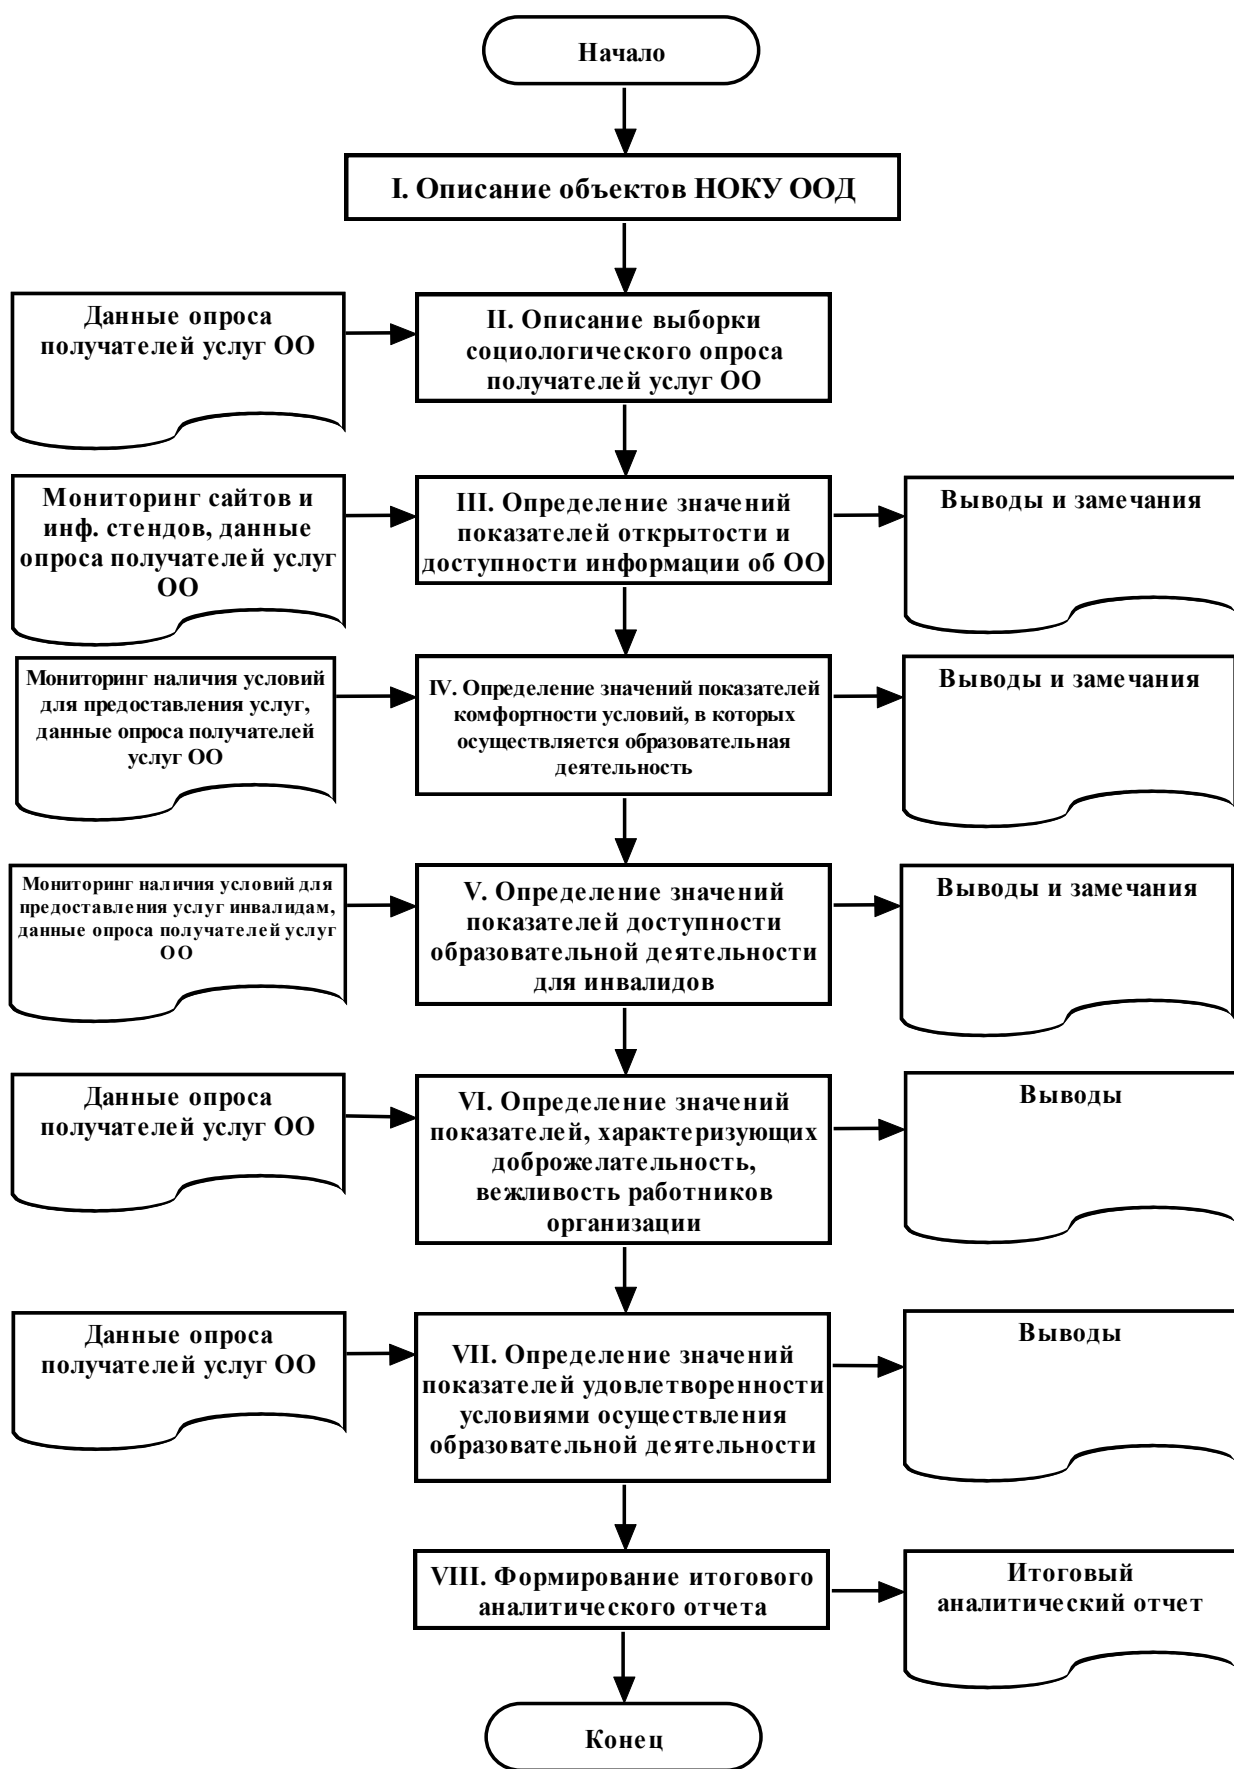 Начало
I. Описание объектов НОКУ ООД
Данные опроса
получателей услуг ОО
II. Описание выборки
социологического опроса
получателей услуг ОО
Мониторинг сайтов и
инф. стендов, данные
опроса получателей услуг
ОО
III. Определение значений
показателей открытости и
доступности информации об ОО
Выводы и замечания
Мониторинг наличия условий
для предоставления услуг,
данные опроса получателей
услуг ОО
IV. Определение значений показателей
комфортности условий, в которых
осуществляется образовательная
деятельность
Выводы и замечания
Мониторинг наличия условий для
предоставления услуг инвалидам,
данные опроса получателей услуг
ОО
V. Определение значений
показателей доступности
образовательной деятельности
для инвалидов
Выводы и замечания
Данные опроса
получателей услуг ОО
VI. Определение значений
показателей, характеризующих
доброжелательность,
вежливость работников
организации
Выводы
Данные опроса
получателей услуг ОО
VII. Определение значений
показателей удовлетворенности
условиями осуществления
образовательной деятельности
Выводы
VIII. Формирование итогового
аналитического отчета
Итоговый
аналитический отчет
Конец